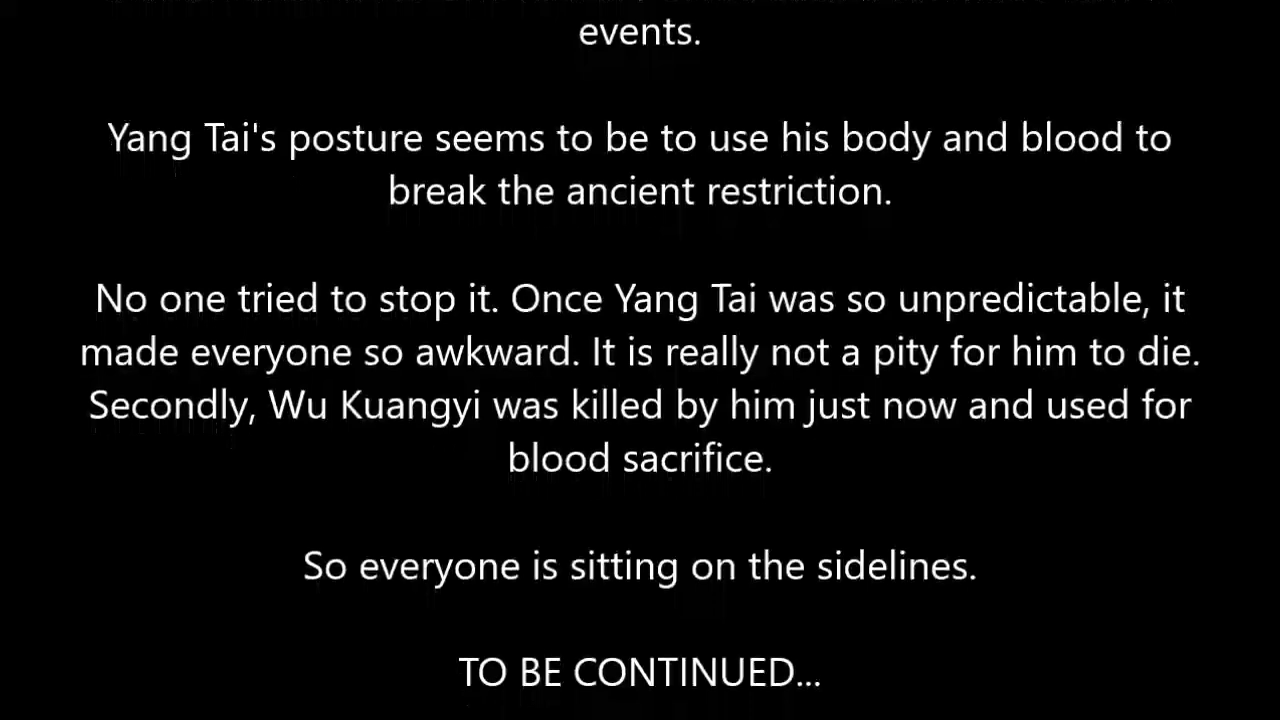 events.
Yang Tai's posture seems to be to use his body and blood to
break the ancient restriction.
No one tried to stop it. Once Yang Tai was so unpredictable, it
made everyone so awkward. It is really not a pity for him to die.
Secondly, Wu Kuangyi was killed by him just now and used for
blood sacrifice.
So everyone is sitting on the sidelines.
TO BE CONTINUED...